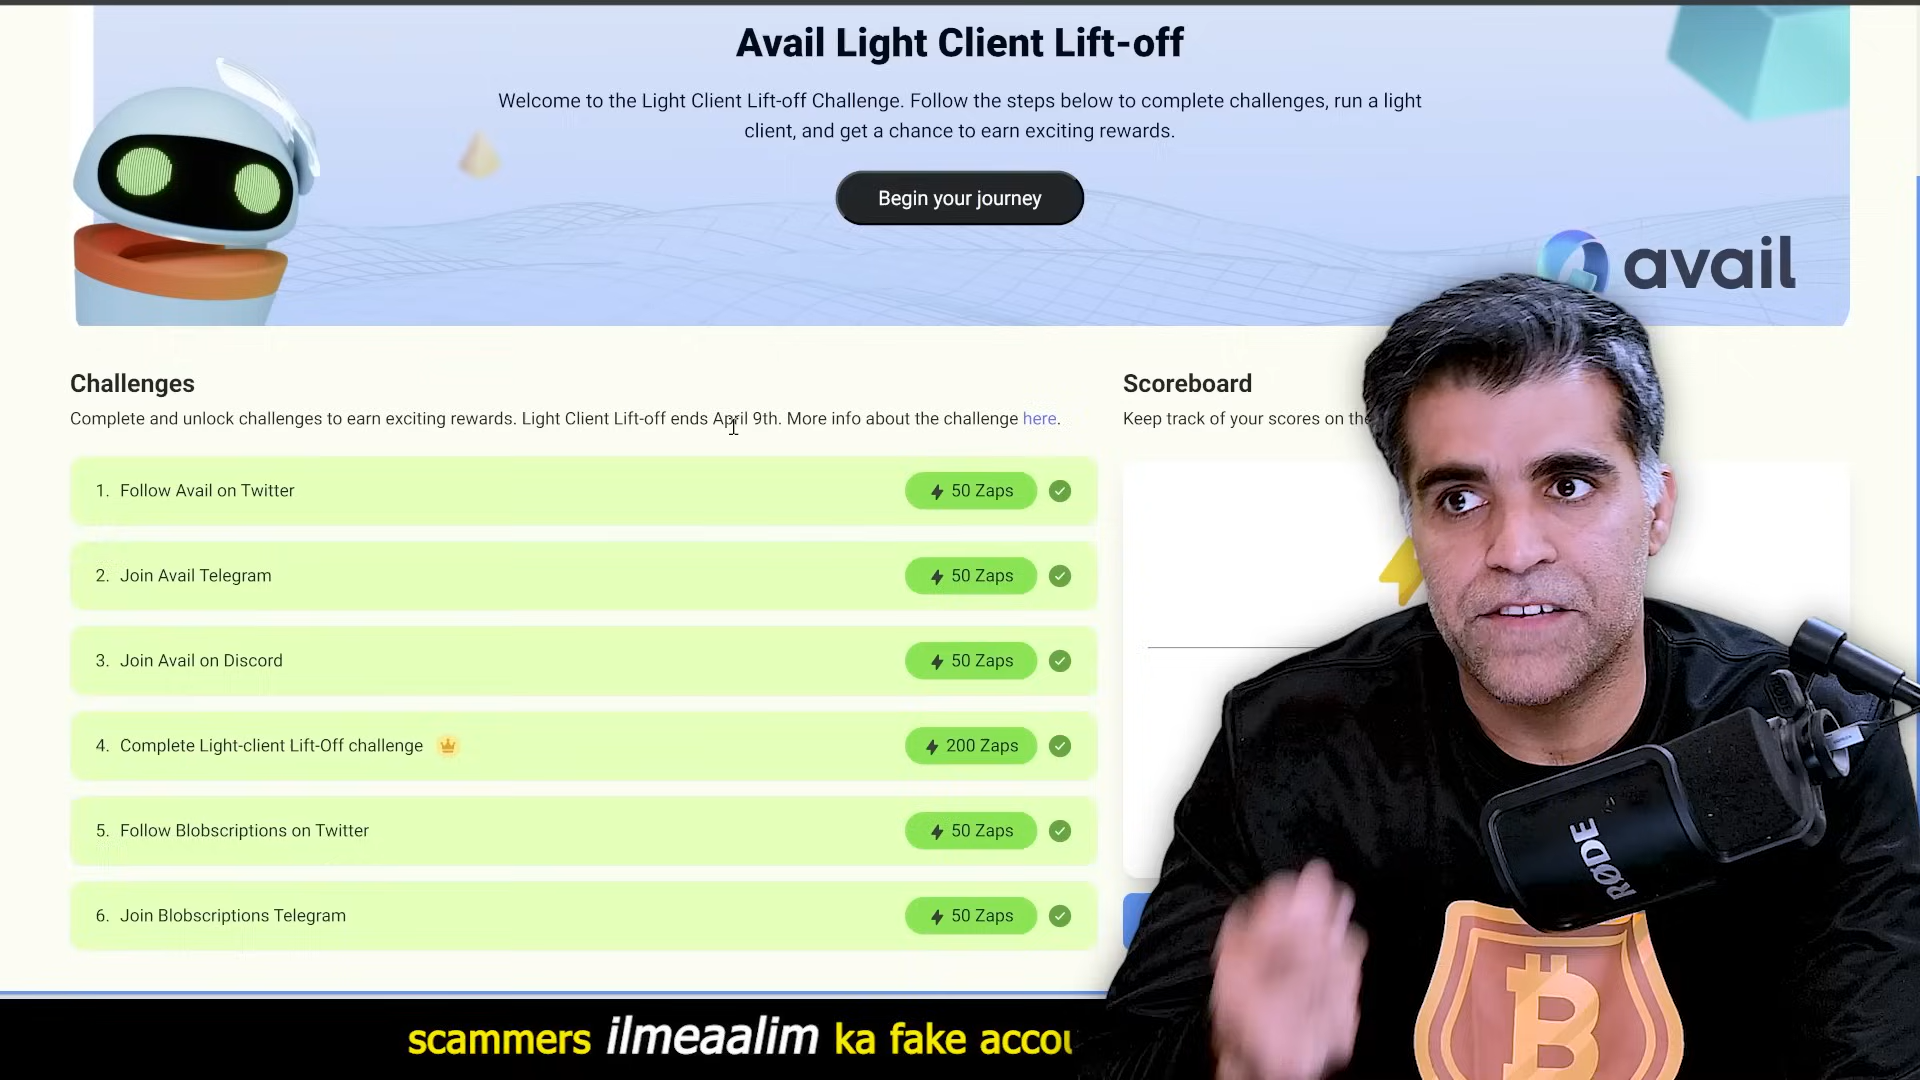 Avail Light Client Lift-off
Welcome to the Light Client Lift-off Challenge. Follow the steps below to complete challenges, run a light
client, and get a chance to earn exciting rewards.
Begin your journey
avail
Challenges
Complete and unlock challenges to earn exciting rewards. Light Client Lift-off ends April 9th. More info about the challenge here.
1. Follow Avail on Twitter 50 Zaps
2. Join Avail Telegram 50 Zaps
3. Join Avail on Discord 50 Zaps
4. Complete Light-client Lift-Off challenge 200 Zaps
5. Follow Blobscriptions on Twitter 50 Zaps
6. Join Blobscriptions Telegram 50 Zaps
Scoreboard
Keep track of your scores on
RØDE
scammers ilmeaalim ka fake